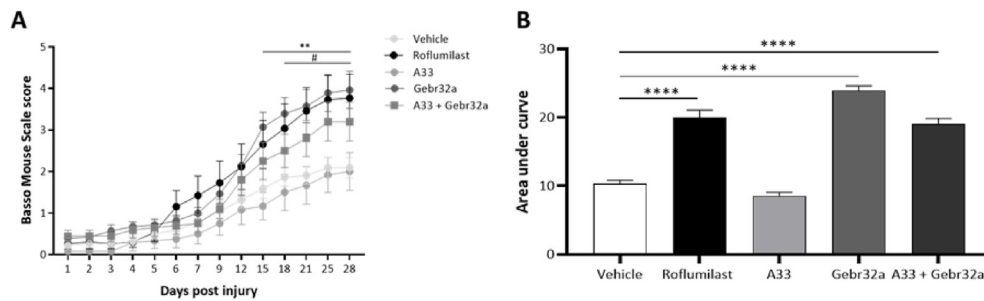 A
Basso Mouse Scale score
5
4
3
2
1
0
**
#
1 2 3 4 5 6 7 9 12 15 18 21 25 28
Days post injury
Vehicle
Roflumilast
A33
Gebr32a
A33 + Gebr32a
B
Area under curve
30
20
10
0
****
****
****
Vehicle Roflumilast A33 Gebr32a A33 + Gebr32a